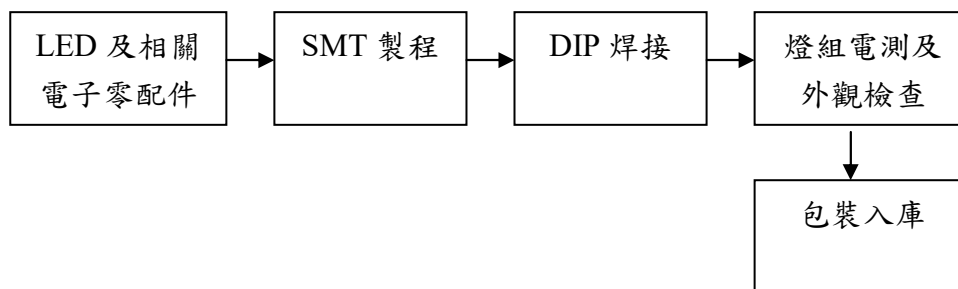 LED 及相關
電子零配件
SMT 製程
DIP 焊接
燈組電測及
外觀檢查
包裝入庫